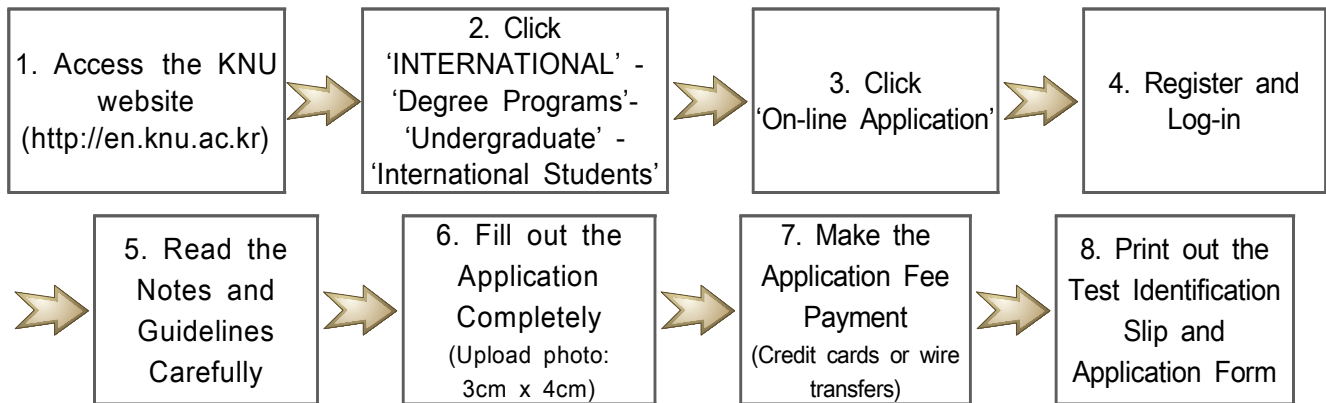 1. Access the KNU
website
(http://en.knu.ac.kr)
2. Click
‘INTERNATIONAL’ -
‘Degree Programs’-
‘Undergraduate’ -
‘International Students’
3. Click
‘On-line Application’
4. Register and
Log-in
5. Read the
Notes and
Guidelines
Carefully
6. Fill out the
Application
Completely
(Upload photo:
3cm x 4cm)
7. Make the
Application Fee
Payment
(Credit cards or wire
transfers)
8. Print out the
Test Identification
Slip and
Application Form